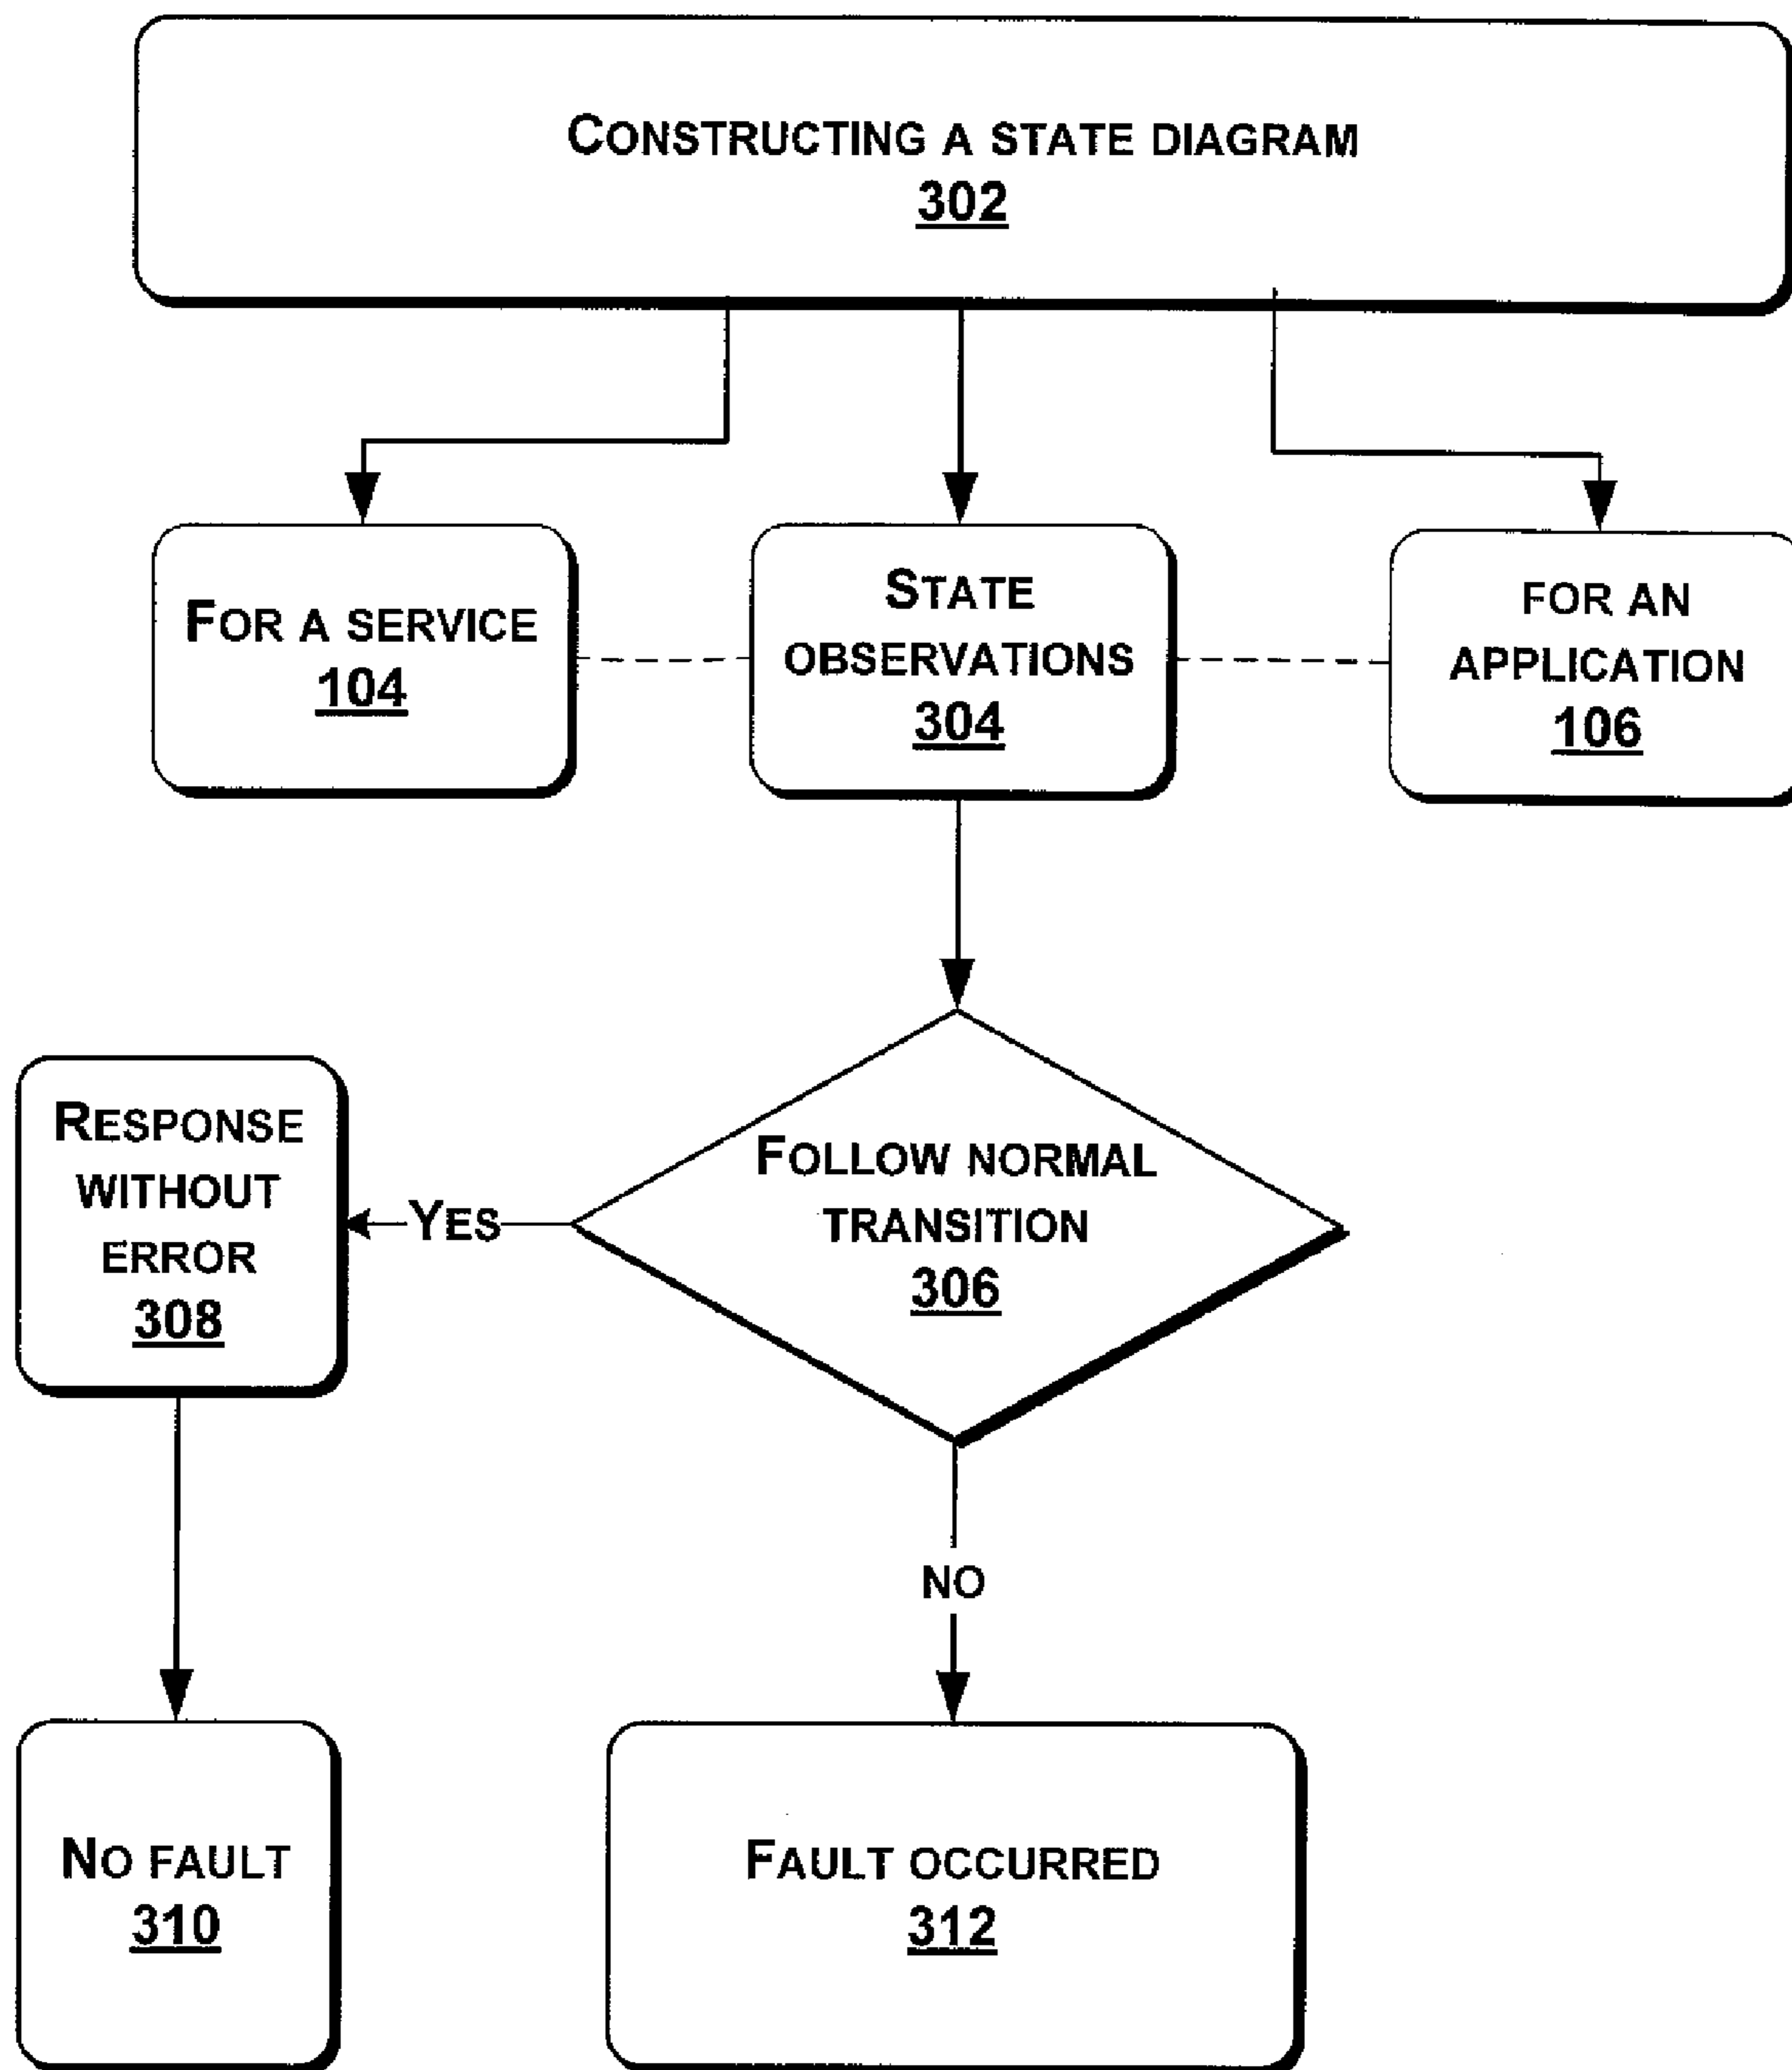 CONSTRUCTING A STATE DIAGRAM
302
FOR A SERVICE
104
STATE
OBSERVATIONS
304
FOR AN
APPLICATION
106
RESPONSE
WITHOUT
ERROR
308
YES
FOLLOW NORMAL
TRANSITION
306
NO
NO FAULT
310
FAULT OCCURRED
312